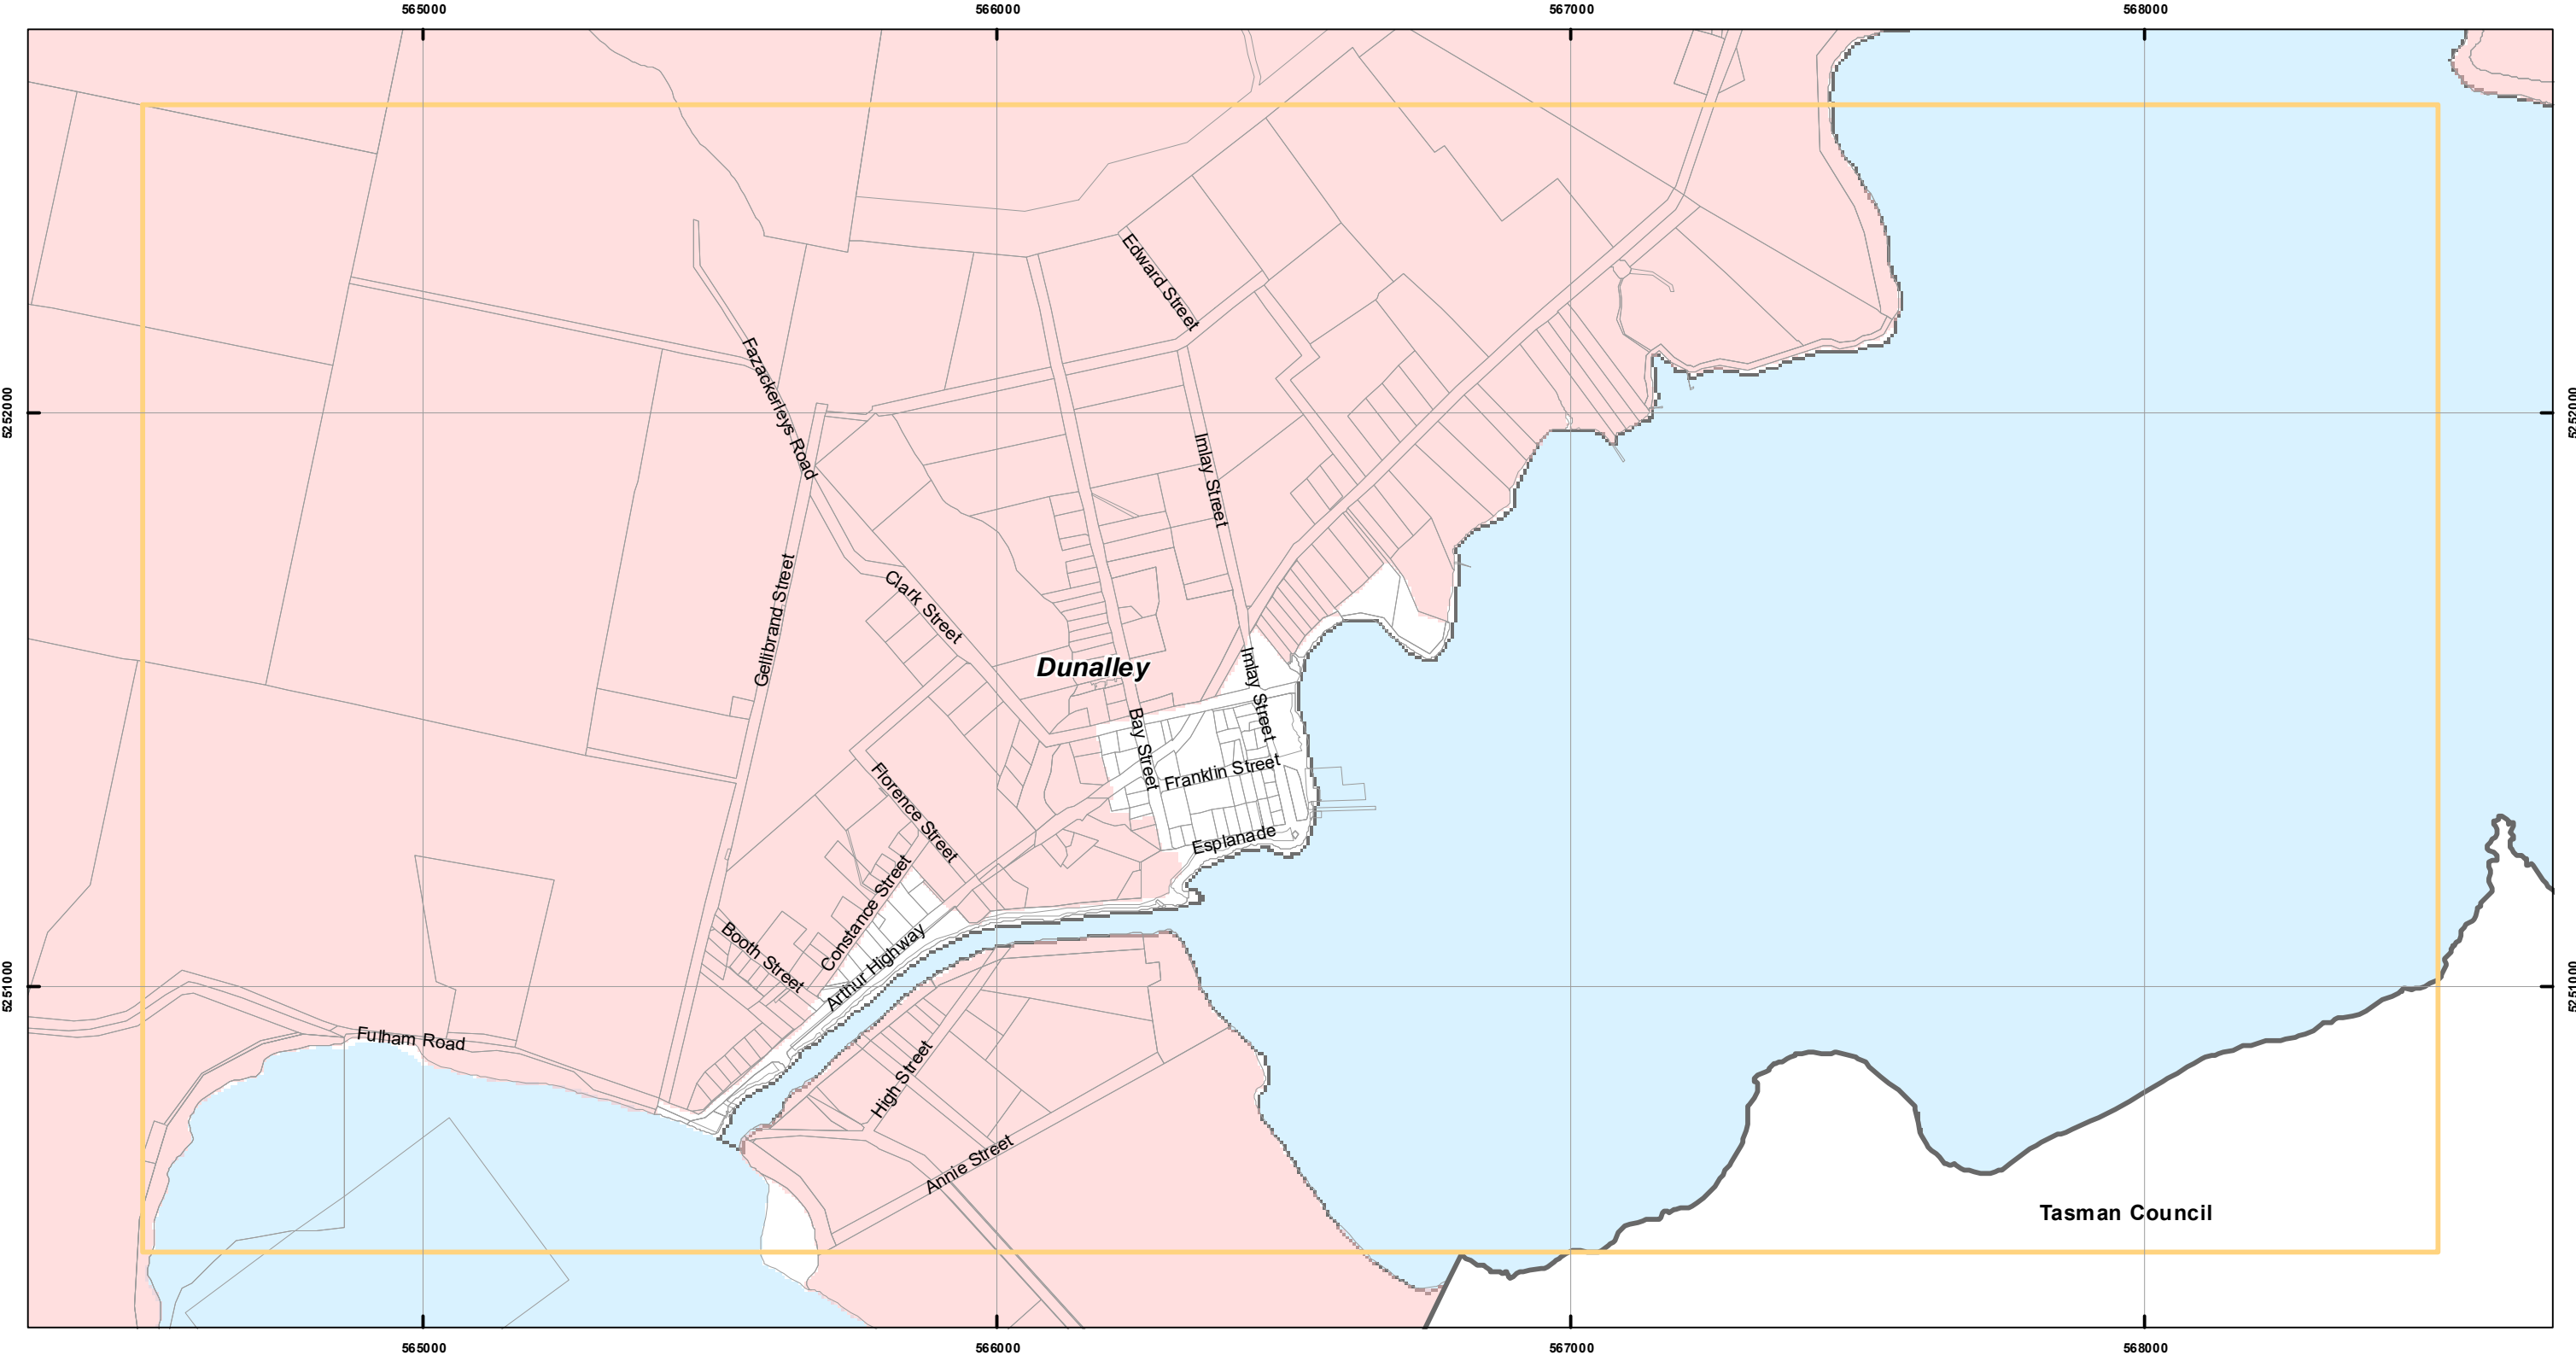 565000
566000
567000
568000
Edward Street
Fazackerleys Road
5252000
5252000
Imlay Street
Gellibrand Street
Clark Street
Dunalley
Imlay Street
Bay Street
Franklin Street
Florence Street
Esplanade
Constance Street
Booth Street
Arthur Highway
5251000
5251000
Fulham Road
High Street
Annie Street
Tasman Council
565000
566000
567000
568000